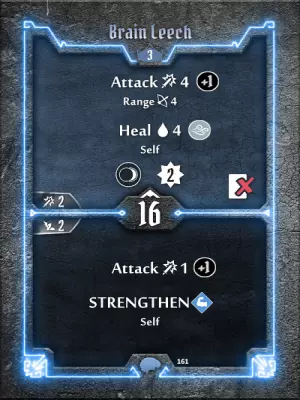 Brain Leech
3
Attack 4 +1
Range 4
Heal 4
Self
2
2
16
2
Attack 1 +1
STRENGTHEN
Self
161